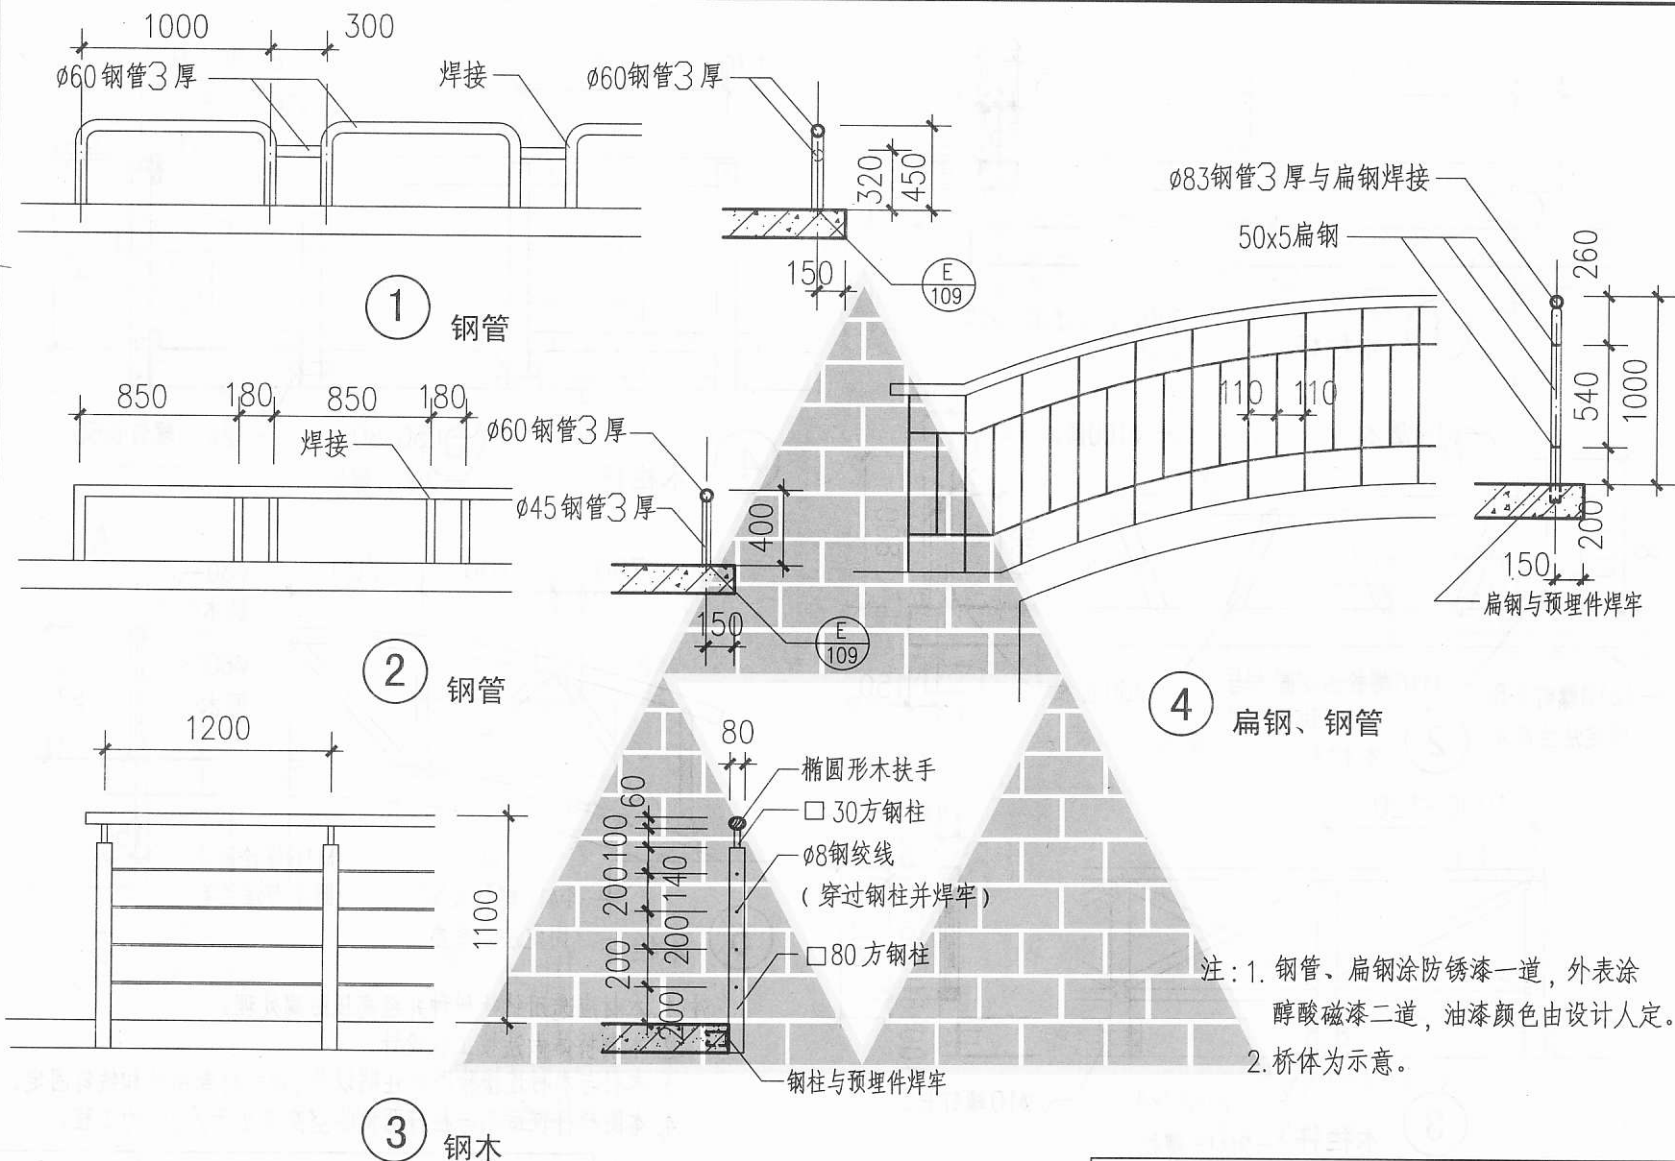 1000 300
ø60钢管3厚 焊接 ø60钢管3厚
320 450
150 E/109
1 钢管
850 180 850 180
焊接 ø60钢管3厚
ø45钢管3厚
400
150 E/109
2 钢管
1200
1100
80
椭圆形木扶手
□30方钢柱
ø8钢绞线
(穿过钢柱并焊牢)
□80方钢柱
60
100
140
200
200
200
200
钢柱与预埋件焊牢
3 钢木
ø83钢管3厚与扁钢焊接
50x5扁钢
110 110
260
540
1000
200
150
扁钢与预埋件焊牢
4 扁钢、钢管
注:1. 钢管、扁钢涂防锈漆一道,外表涂
醇酸磁漆二道,油漆颜色由设计人定。
2. 桥体为示意。